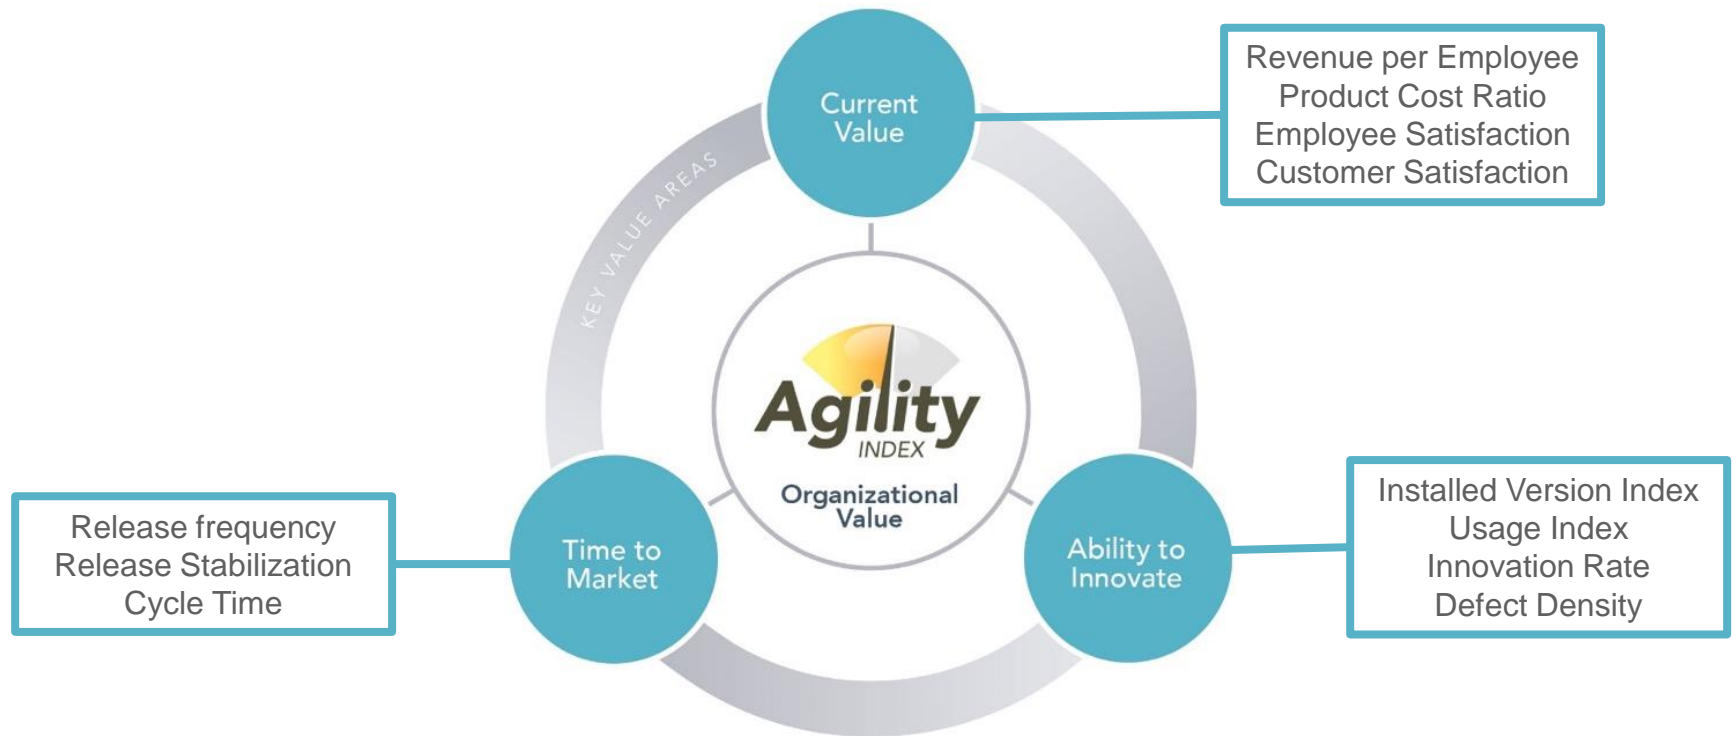 Current
Value
Revenue per Employee
Product Cost Ratio
Employee Satisfaction
Customer Satisfaction
KEY VALUE AREAS
Agility
INDEX
Organizational
Value
Release frequency
Release Stabilization
Cycle Time
Time to
Market
Ability to
Innovate
Installed Version Index
Usage Index
Innovation Rate
Defect Density